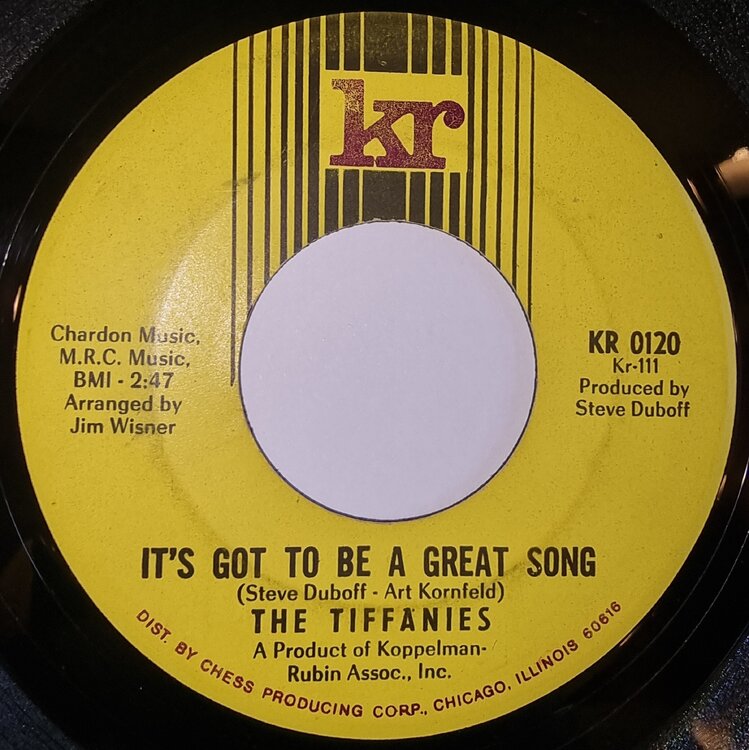 kr
Chardon Music,
M.R.C. Music,
BMI - 2:47
Arranged by
Jim Wisner
KR 0120
Kr-111
Produced by
Steve Duboff
IT'S GOT TO BE A GREAT SONG
(Steve Duboff - Art Kornfeld)
THE TIFFANIES
A Product of Koppelman-
Rubin Assoc., Inc.
DIST. BY CHESS PRODUCING CORP., CHICAGO, ILLINOIS 60616